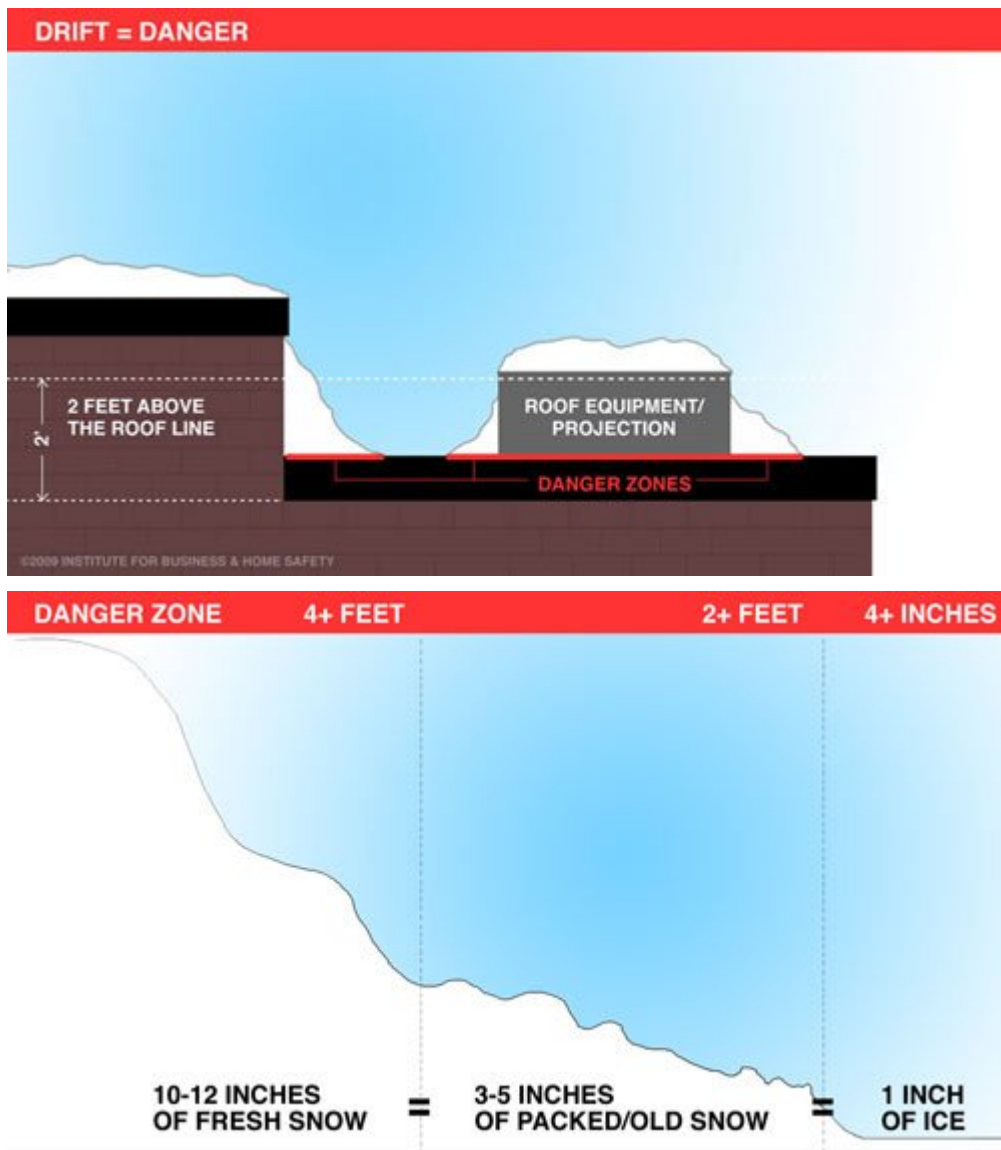 DRIFT = DANGER
2 FEET ABOVE
THE ROOF LINE
2'
ROOF EQUIPMENT/
PROJECTION
DANGER ZONES
©2009 INSTITUTE FOR BUSINESS & HOME SAFETY
DANGER ZONE 4+ FEET 2+ FEET 4+ INCHES
10-12 INCHES
OF FRESH SNOW
=
3-5 INCHES
OF PACKED/OLD SNOW
=
1 INCH
OF ICE